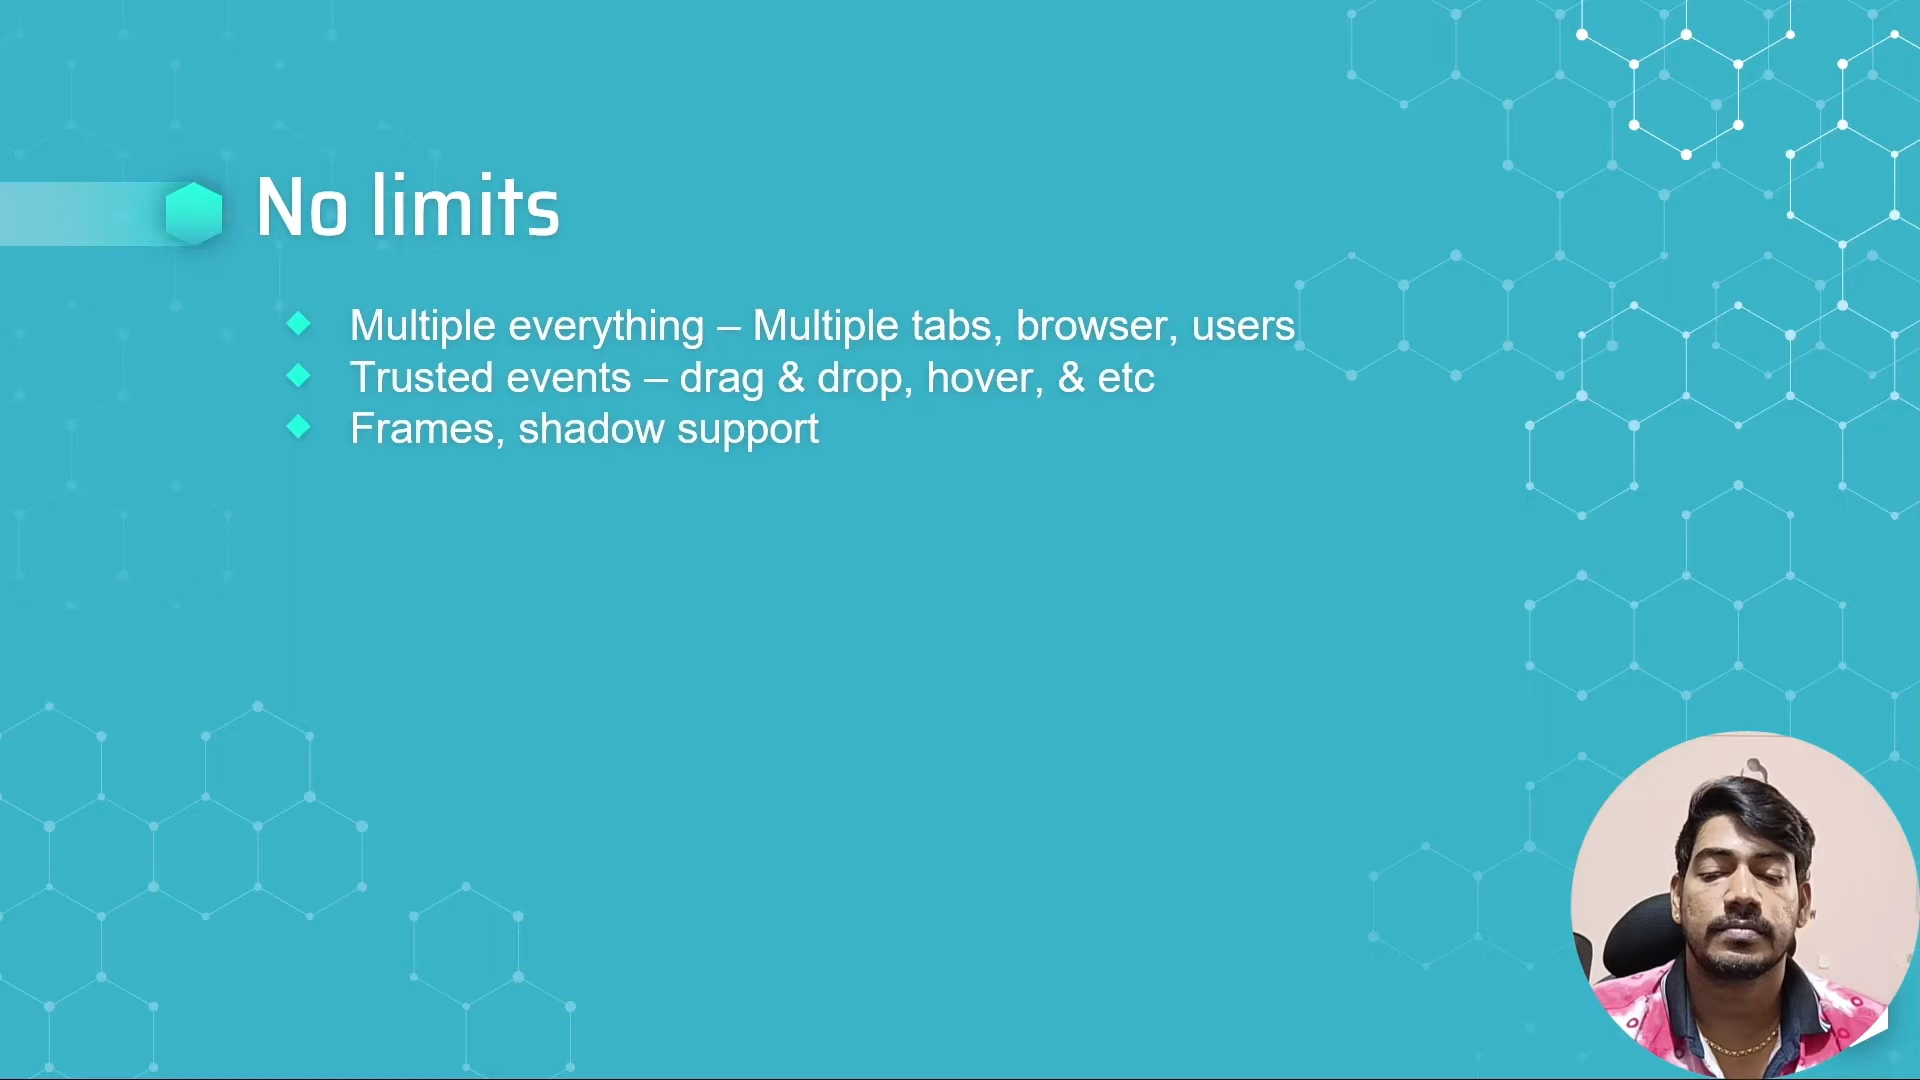 No limits
Multiple everything – Multiple tabs, browser, users
Trusted events – drag & drop, hover, & etc
Frames, shadow support